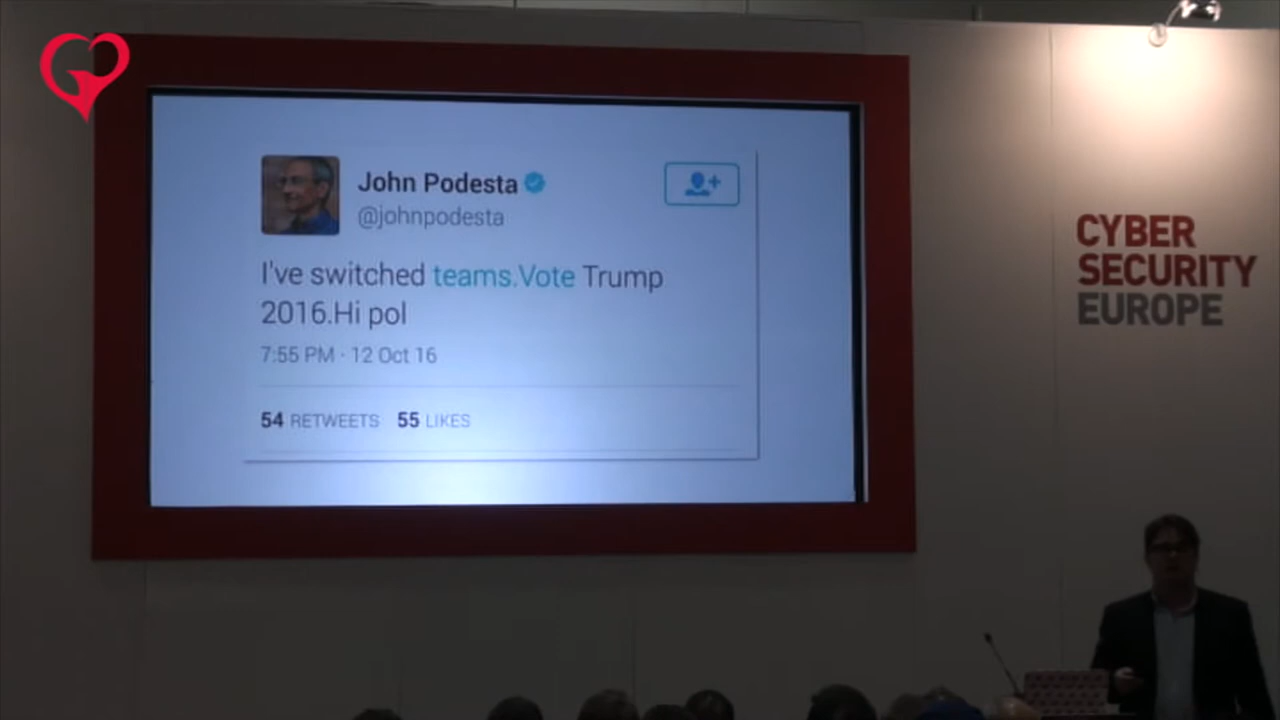 John Podesta
@johnpodesta
I've switched teams.Vote Trump
2016.Hi pol
7:55 PM · 12 Oct 16
54 RETWEETS 55 LIKES
CYBER
SECURITY
EUROPE